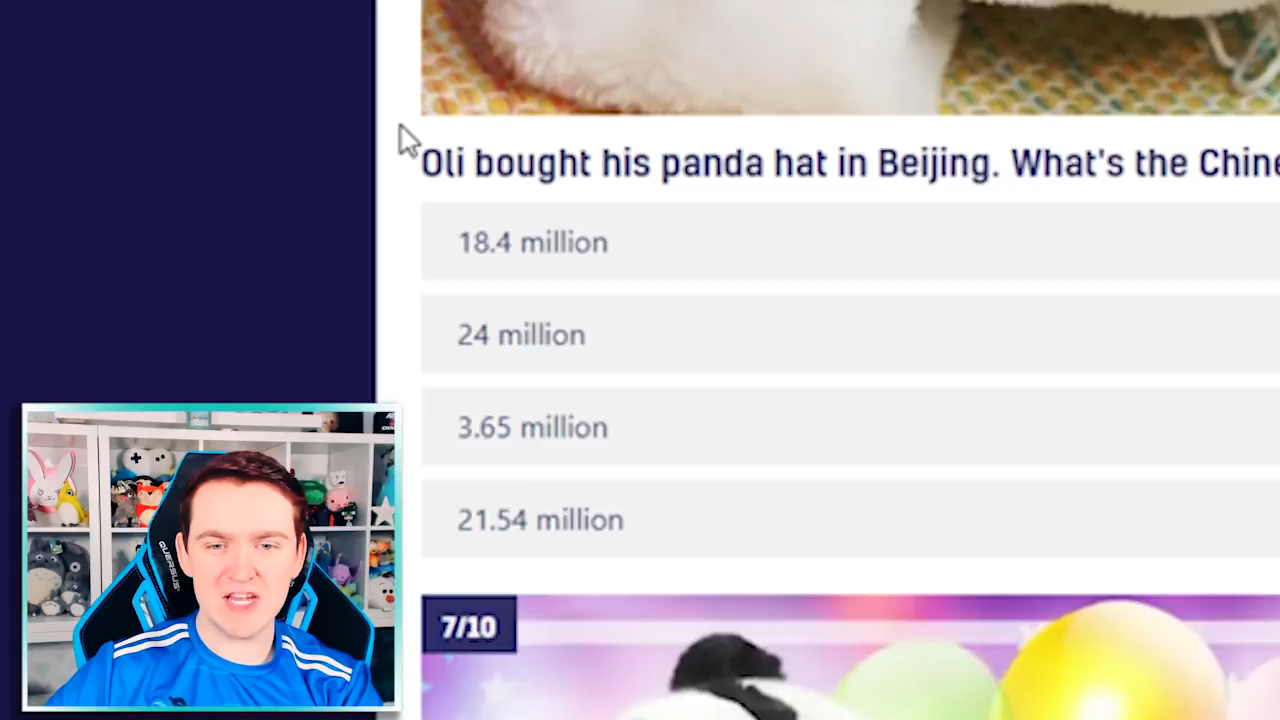 Oli bought his panda hat in Beijing. What's the Chine
18.4 million
24 million
3.65 million
21.54 million
7/10
QUERSUS